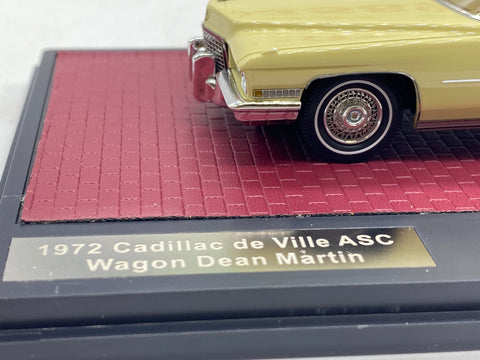 1972 Cadillac de Ville ASC
Wagon Dean Martin